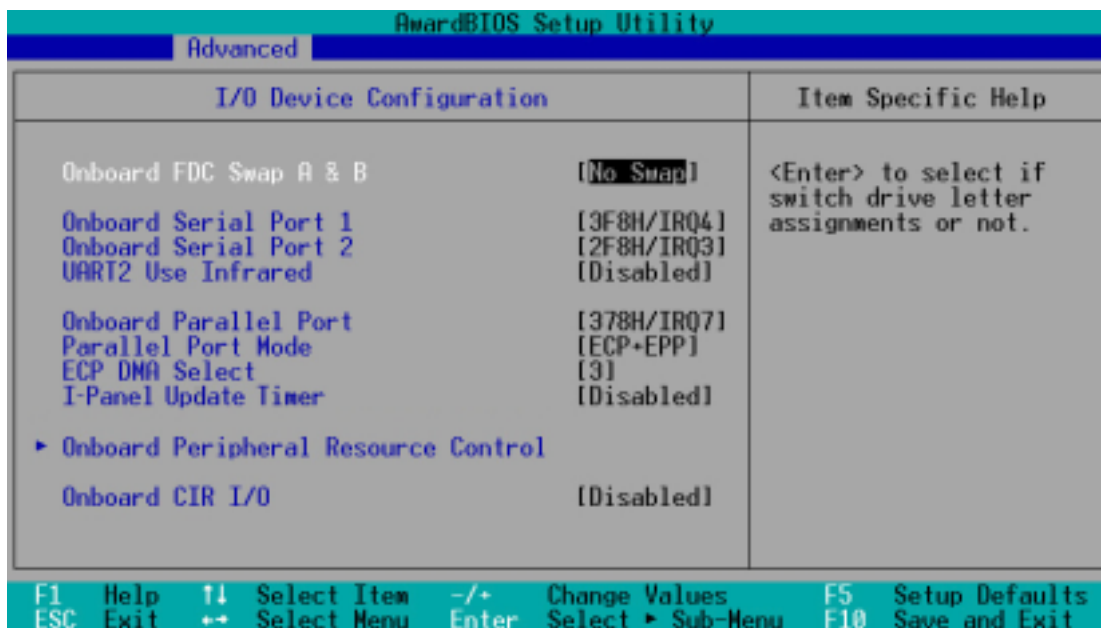 AwardBIOS Setup Utility
Advanced
I/O Device Configuration
Item Specific Help
Onboard FDC Swap A & B [No Swap]
Onboard Serial Port 1 [3F8H/IRQ4]
Onboard Serial Port 2 [2F8H/IRQ3]
UART2 Use Infrared [Disabled]
Onboard Parallel Port [378H/IRQ7]
Parallel Port Mode [ECP+EPP]
ECP DMA Select [3]
I-Panel Update Timer [Disabled]
► Onboard Peripheral Resource Control
Onboard CIR I/O [Disabled]
<Enter> to select if
switch drive letter
assignments or not.
F1 Help ↑↓ Select Item -/+ Change Values F5 Setup Defaults
ESC Exit ←→ Select Menu Enter Select ► Sub-Menu F10 Save and Exit